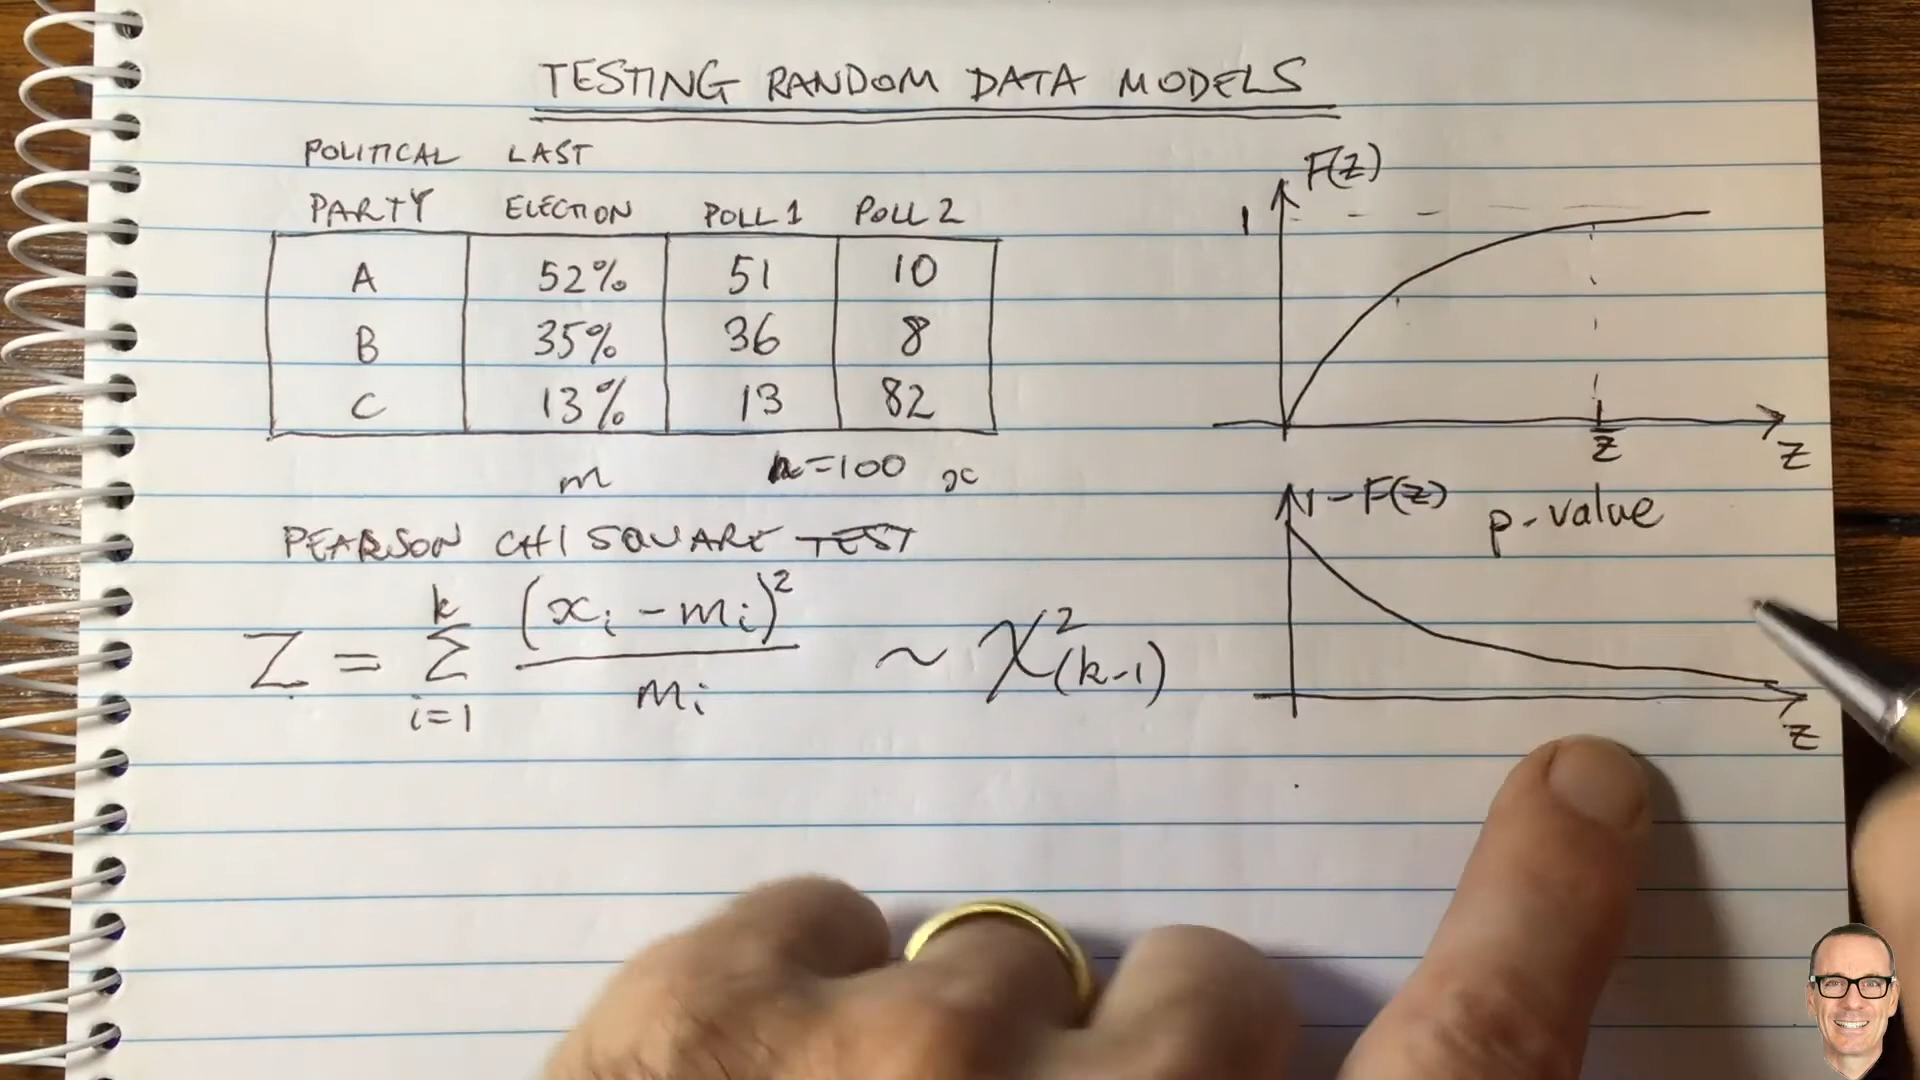 TESTING RANDOM DATA MODELS
POLITICAL LAST
PARTY ELECTION POLL 1 POLL 2
A 52% 51 10
B 35% 36 8
C 13% 13 82
m n=100 x
PEARSON CHI SQUARE TEST
Z = k Σ i=1 (xi - mi)² / mi ~ χ²(k-1)
F(z)
1
z
z
1 - F(z) p-value
z